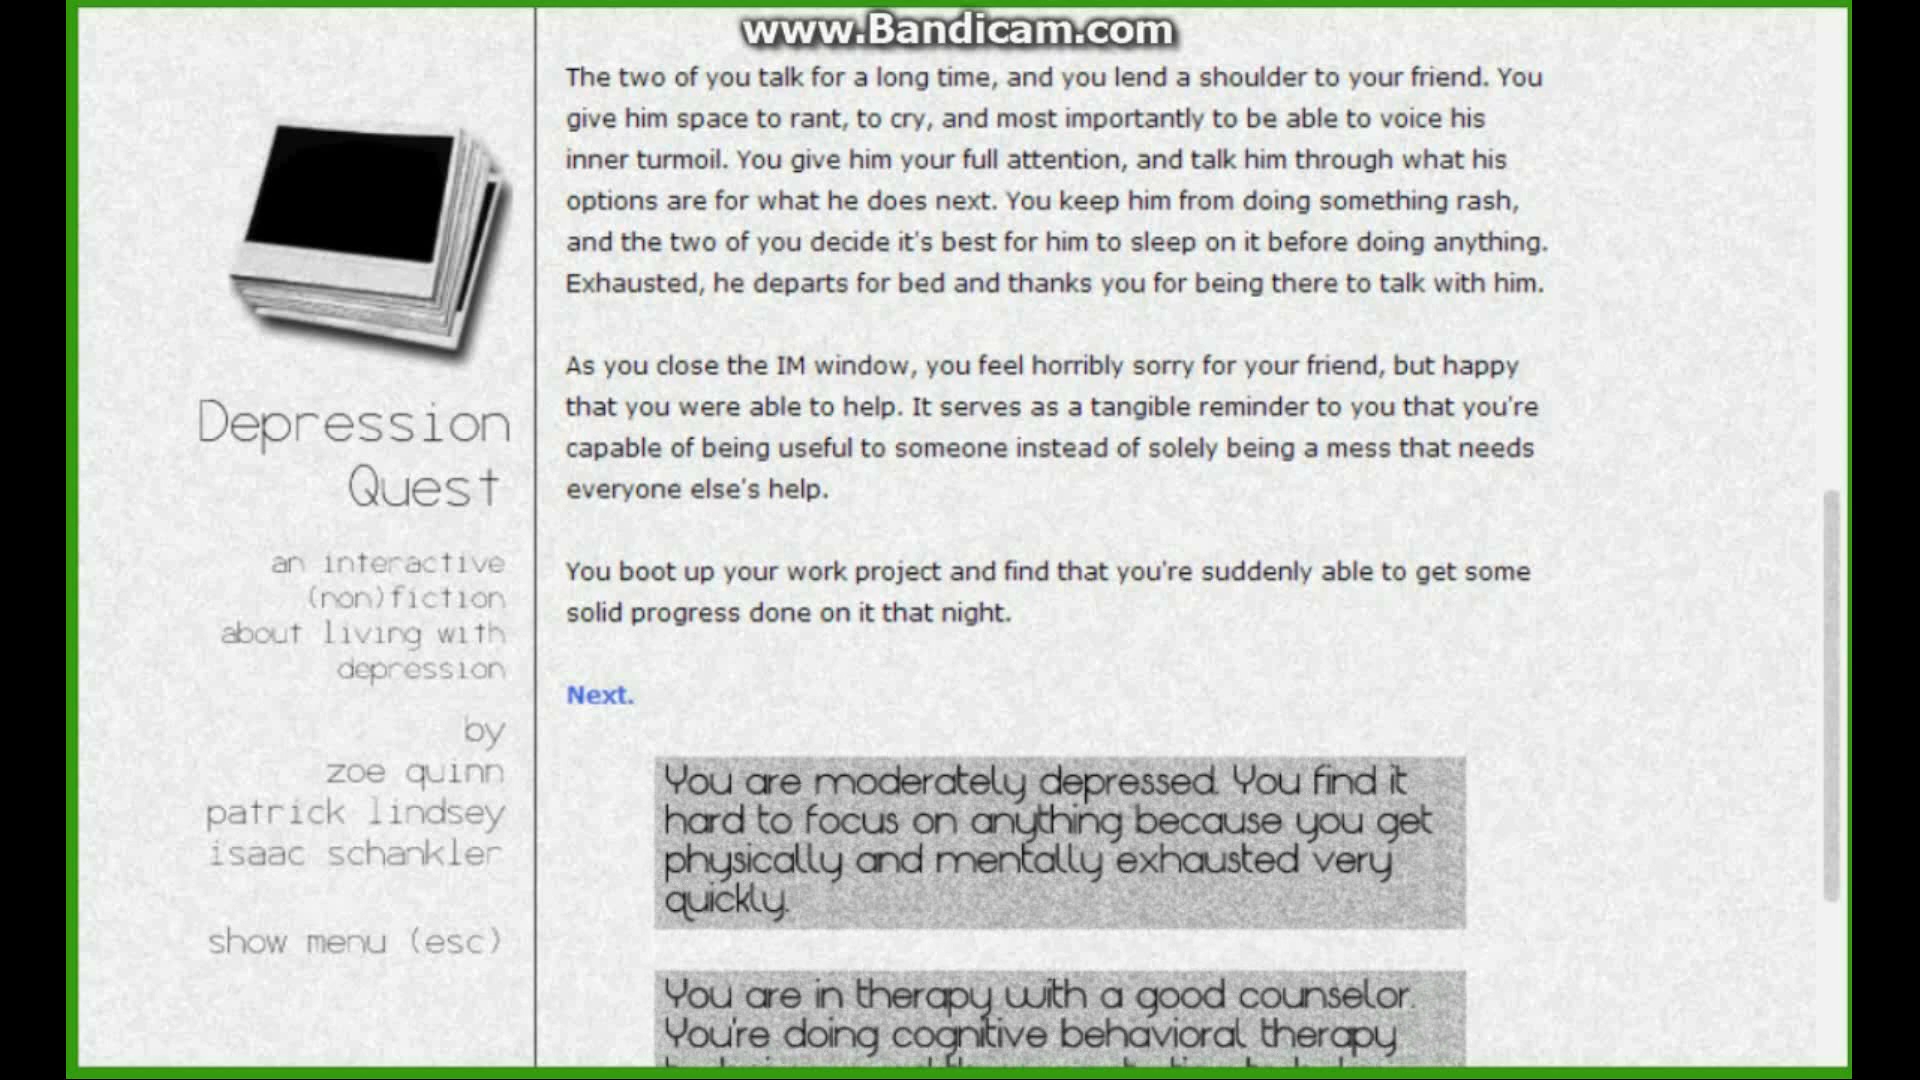 www.Bandicam.com
The two of you talk for a long time, and you lend a shoulder to your friend. You
give him space to rant, to cry, and most importantly to be able to voice his
inner turmoil. You give him your full attention, and talk him through what his
options are for what he does next. You keep him from doing something rash,
and the two of you decide it's best for him to sleep on it before doing anything.
Exhausted, he departs for bed and thanks you for being there to talk with him.
As you close the IM window, you feel horribly sorry for your friend, but happy
that you were able to help. It serves as a tangible reminder to you that you're
capable of being useful to someone instead of solely being a mess that needs
everyone else's help.
You boot up your work project and find that you're suddenly able to get some
solid progress done on it that night.
Next.
You are moderately depressed. You find it
hard to focus on anything because you get
physically and mentally exhausted very
quickly.
You are in therapy with a good counselor.
You're doing cognitive behavioral therapy
Depression
Quest
an interactive
(non)fiction
about living with
depression
by
zoe quinn
patrick lindsey
isaac schankler
show menu (esc)